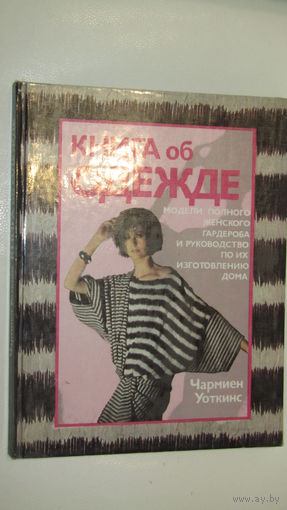 КНИГА об
ОДЕЖДЕ
МОДЕЛИ ПОЛНОГО
ЖЕНСКОГО
ГАРДЕРОБА
И РУКОВОДСТВО
ПО ИХ
ИЗГОТОВЛЕНИЮ
ДОМА
Чармиен
Уоткинс
www.ay.by